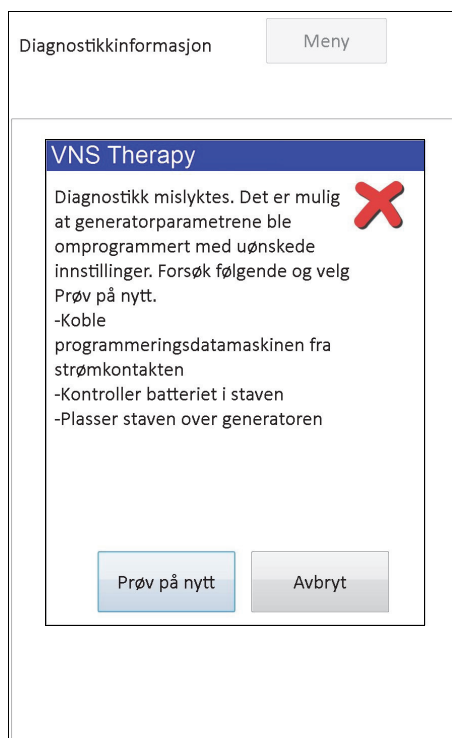 Diagnostikkinformasjon
Meny
VNS Therapy
Diagnostikk mislyktes. Det er mulig
at generatorparametrene ble
omprogrammert med uønskede
innstillinger. Forsøk følgende og velg
Prøv på nytt.
-Koble
programmeringsdatamaskinen fra
strømkontakten
-Kontroller batteriet i staven
-Plasser staven over generatoren
Prøv på nytt
Avbryt